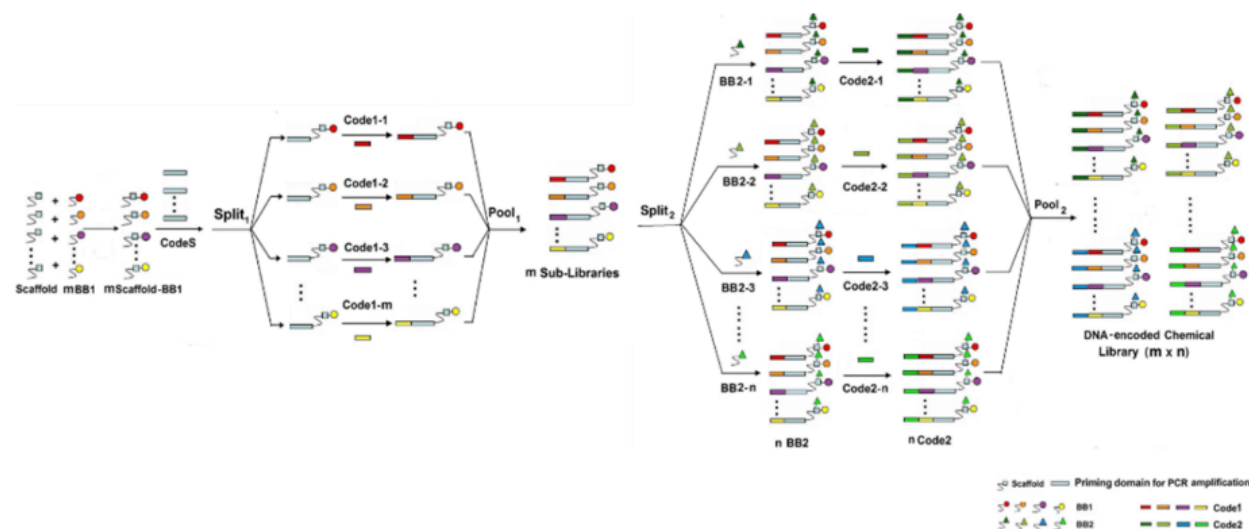 Scaffold
+
+
+
+
mBB1
mScaffold-BB1
CodeS
Split1
Code1-1
Code1-2
Code1-3
Code1-m
Pool1
m Sub-Libraries
Split2
BB2-1
Code2-1
BB2-2
Code2-2
BB2-3
Code2-3
BB2-n
Code2-n
n BB2
n Code2
Pool2
DNA-encoded Chemical
Library (m x n)
Scaffold Priming domain for PCR amplification
BB1 Code1
BB2 Code2